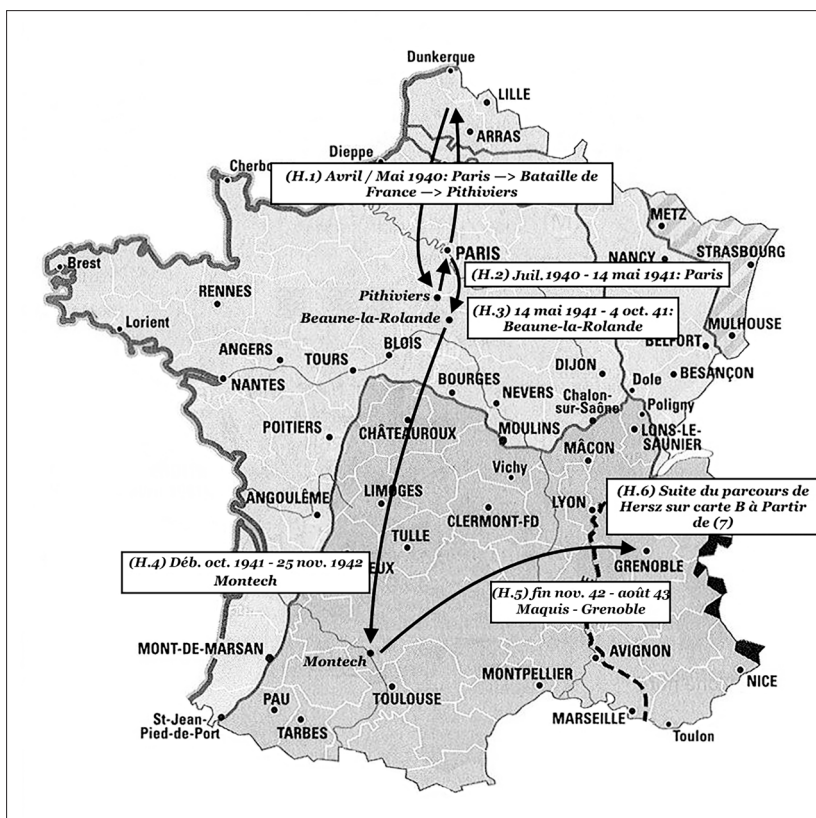 Dunkerque
LILLE
ARRAS
Dieppe
(H.1) Avril / Mai 1940: Paris —> Bataille de
France —> Pithiviers
METZ
PARIS
NANCY
STRASBOURG
Brest
(H.2) Juil. 1940 - 14 mai 1941: Paris
RENNES
Pithiviers
(H.3) 14 mai 1941 - 4 oct. 41:
Beaune-la-Rolande
Beaune-la-Rolande
Lorient
MULHOUSE
BELFORT
BLOIS
ANGERS
TOURS
DIJON
BESANÇON
NANTES
BOURGES
NEVERS
Dole
Chalon-
sur-Saône
Poligny
POITIERS
CHÂTEAUROUX
MOULINS
LONS-LE-
SAUNIER
MÂCON
Vichy
(H.6) Suite du parcours de
Hersz sur carte B à Partir
de (7)
ANGOULÊME
LIMOGES
CLERMONT-FD
LYON
TULLE
(H.4) Déb. oct. 1941 - 25 nov. 1942
Montech
GRENOBLE
(H.5) fin nov. 42 - août 43
Maquis - Grenoble
MONT-DE-MARSAN
Montech
AVIGNON
MONTPELLIER
NICE
TOULOUSE
PAU
St-Jean-
Pied-de-Port
TARBES
MARSEILLE
Toulon